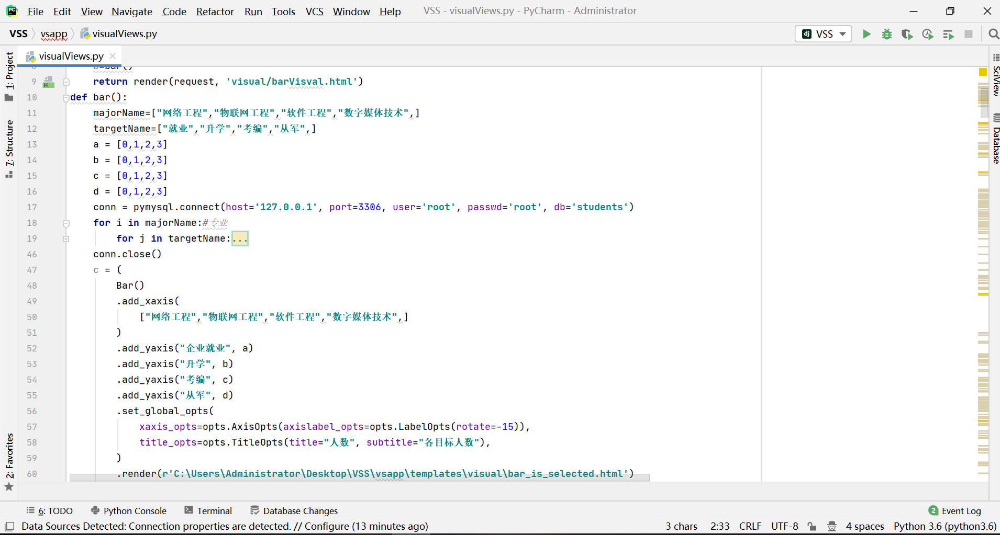 File Edit View Navigate Code Refactor Run Tools VCS Window Help VSS - visualViews.py - PyCharm - Administrator
VSS vsapp visualViews.py VSS
visualViews.py
1: Project
7: Structure
2: Favorites
SciView
Database
8 b=bar()
9 return render(request, 'visual/barVisval.html')
10 def bar():
11 majorName=["网络工程","物联网工程","软件工程","数字媒体技术",]
12 targetName=["就业","升学","考编","从军",]
13 a = [0,1,2,3]
14 b = [0,1,2,3]
15 c = [0,1,2,3]
16 d = [0,1,2,3]
17 conn = pymysql.connect(host='127.0.0.1', port=3306, user='root', passwd='root', db='students')
18 for i in majorName:#专业
19 for j in targetName:...
46 conn.close()
47 c = (
48 Bar()
49 .add_xaxis(
50 ["网络工程","物联网工程","软件工程","数字媒体技术",]
51 )
52 .add_yaxis("企业就业", a)
53 .add_yaxis("升学", b)
54 .add_yaxis("考编", c)
55 .add_yaxis("从军", d)
56 .set_global_opts(
57 xaxis_opts=opts.AxisOpts(axislabel_opts=opts.LabelOpts(rotate=-15)),
58 title_opts=opts.TitleOpts(title="人数", subtitle="各目标人数"),
59 )
60 .render(r'C:\Users\Administrator\Desktop\VSS\vsapp\templates\visual\bar_is_selected.html')
6: TODO Python Console Terminal Database Changes 2 Event Log
Data Sources Detected: Connection properties are detected. // Configure (13 minutes ago) 3 chars 2:33 CRLF UTF-8 4 spaces Python 3.6 (python3.6)